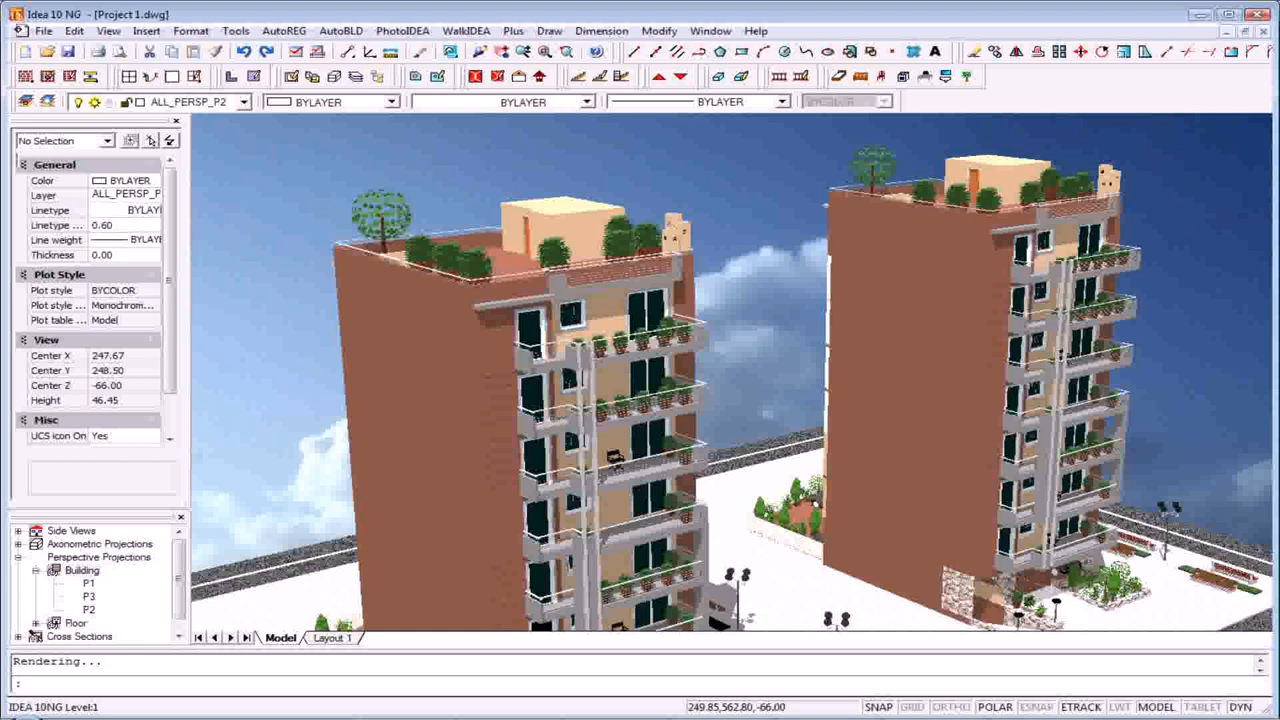 Idea 10 NG - [Project 1.dwg]
File Edit View Insert Format Tools AutoREG AutoBLD PhotoIDEA WalkIDEA Plus Draw Dimension Modify Window Help
A
ALL_PERSP_P2 BYLAYER BYLAYER BYLAYER
No Selection
General
Color BYLAYER
Layer ALL_PERSP_P
Linetype BYLAY
Linetype ... 0.60
Line weight BYLAY
Thickness 0.00
Plot Style
Plot style BYCOLOR
Plot style ... Monochrom...
Plot table ... Model
View
Center X 247.67
Center Y 248.50
Center Z -66.00
Height 46.45
Misc
UCS icon On Yes
Side Views
Axonometric Projections
Perspective Projections
Building
P1
P3
P2
Floor
Cross Sections
Model Layout 1
Rendering...
:
IDEA 10NG Level:1 249.85,562.80,-66.00 SNAP GRID ORTHO POLAR ESNAP ETRACK LWT MODEL TABLET DYN